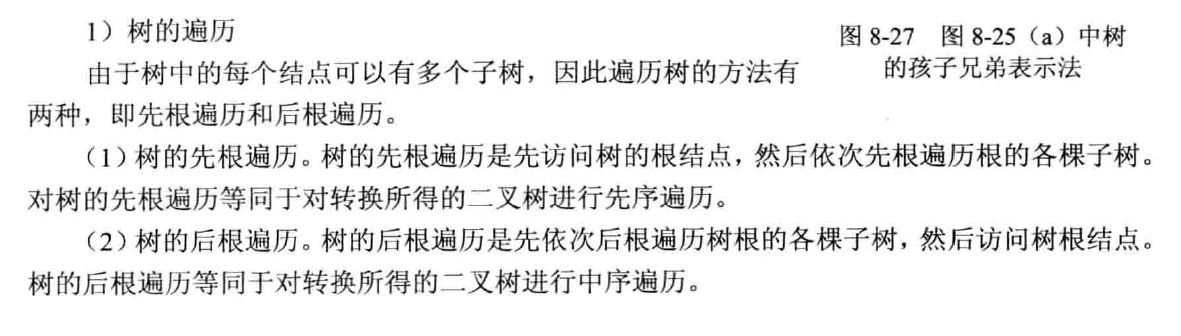 1）树的遍历
图 8-27 图 8-25（a）中树
的孩子兄弟表示法
由于树中的每个结点可以有多个子树，因此遍历树的方法有
两种，即先根遍历和后根遍历。
（1）树的先根遍历。树的先根遍历是先访问树的根结点，然后依次先根遍历根的各棵子树。
对树的先根遍历等同于对转换所得的二叉树进行先序遍历。
（2）树的后根遍历。树的后根遍历是先依次后根遍历树根的各棵子树，然后访问树根结点。
树的后根遍历等同于对转换所得的二叉树进行中序遍历。